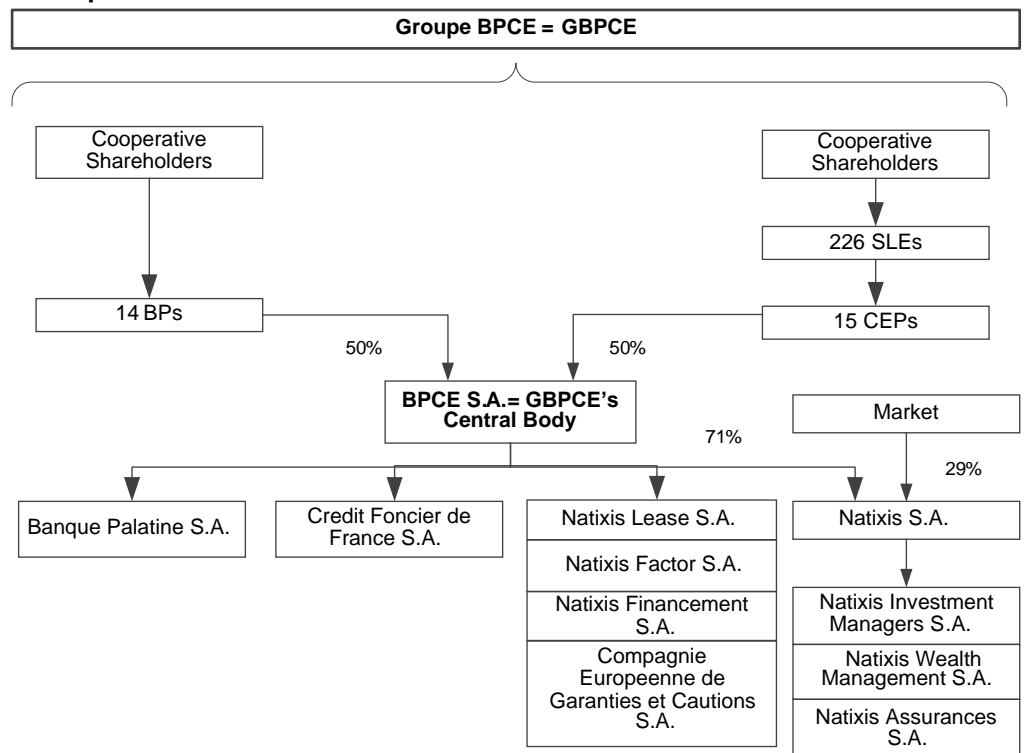 Groupe BPCE = GBPCE
Cooperative
Shareholders
Cooperative
Shareholders
226 SLEs
14 BPs
15 CEPs
50%
50%
BPCE S.A.= GBPCE's
Central Body
Market
71%
29%
Banque Palatine S.A.
Credit Foncier de
France S.A.
Natixis Lease S.A.
Natixis Factor S.A.
Natixis Financement
S.A.
Compagnie
Europeenne de
Garanties et Cautions
S.A.
Natixis S.A.
Natixis Investment
Managers S.A.
Natixis Wealth
Management S.A.
Natixis Assurances
S.A.